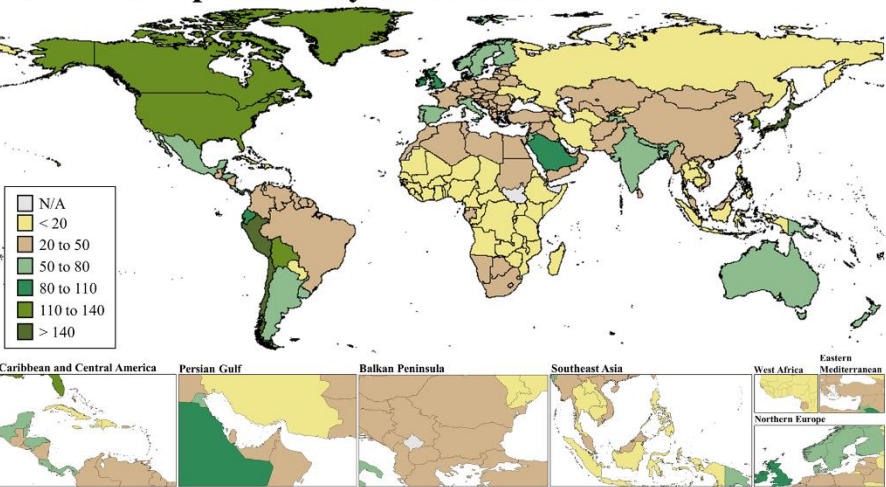 N/A
< 20
20 to 50
50 to 80
80 to 110
110 to 140
> 140
Caribbean and Central America
Persian Gulf
Balkan Peninsula
Southeast Asia
West Africa
Eastern
Mediterranean
Northern Europe